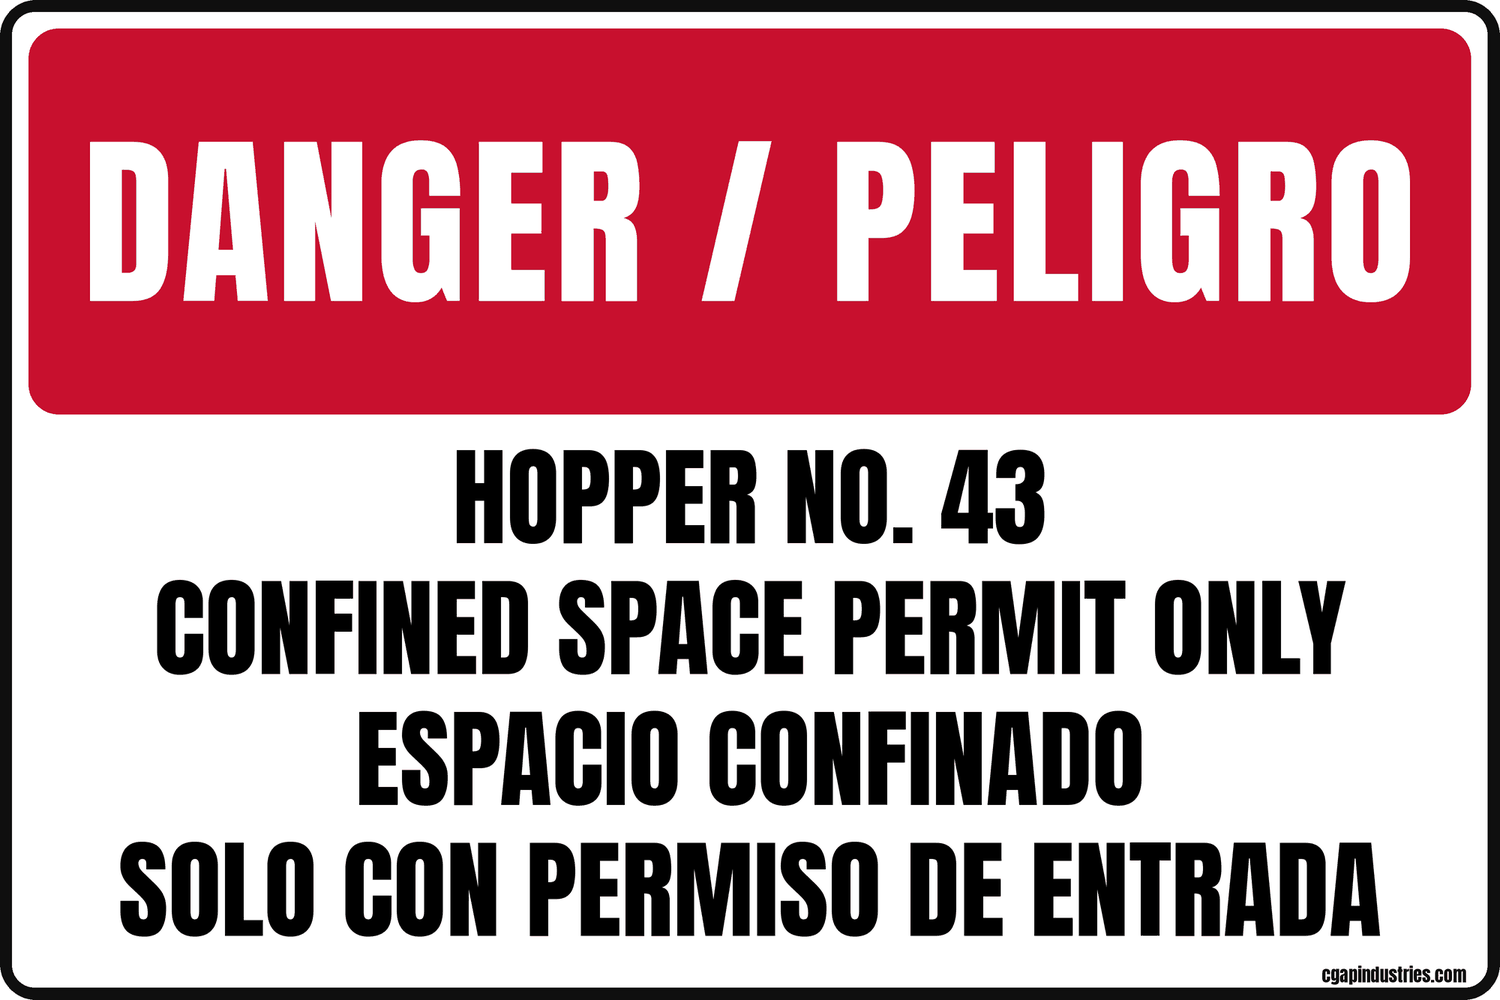 DANGER / PELIGRO
HOPPER NO. 43
CONFINED SPACE PERMIT ONLY
ESPACIO CONFINADO
SOLO CON PERMISO DE ENTRADA
cgapindustries.com